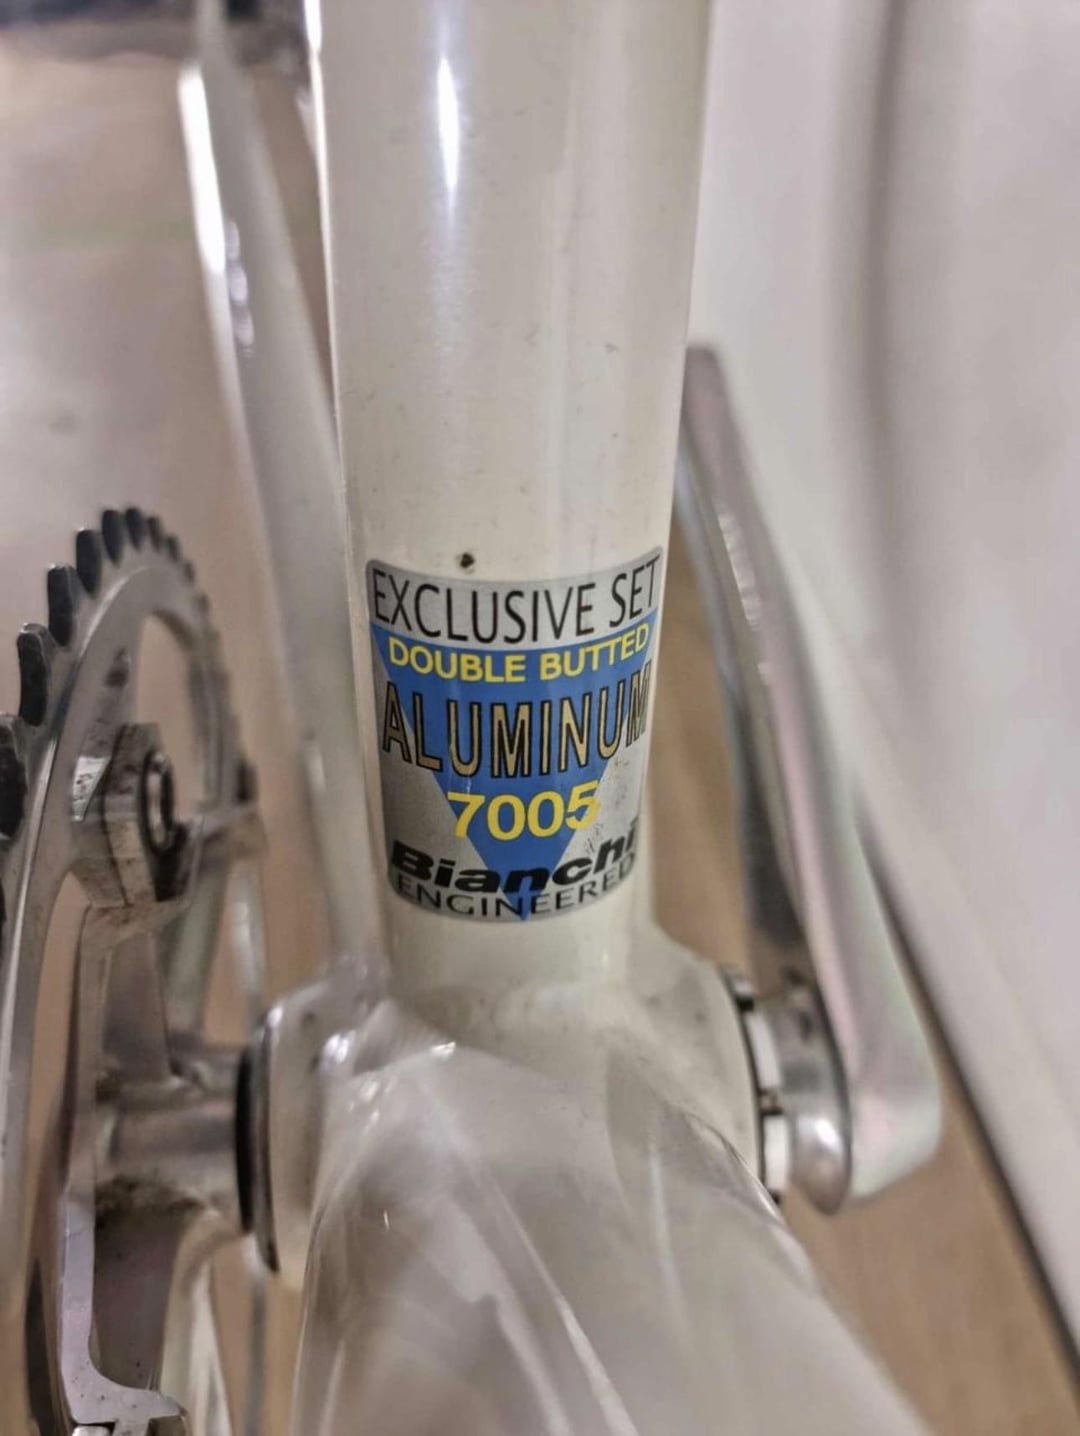 EXCLUSIVE SET
DOUBLE BUTTED
ALUMINUM
7005
Bianchi
ENGINEERED